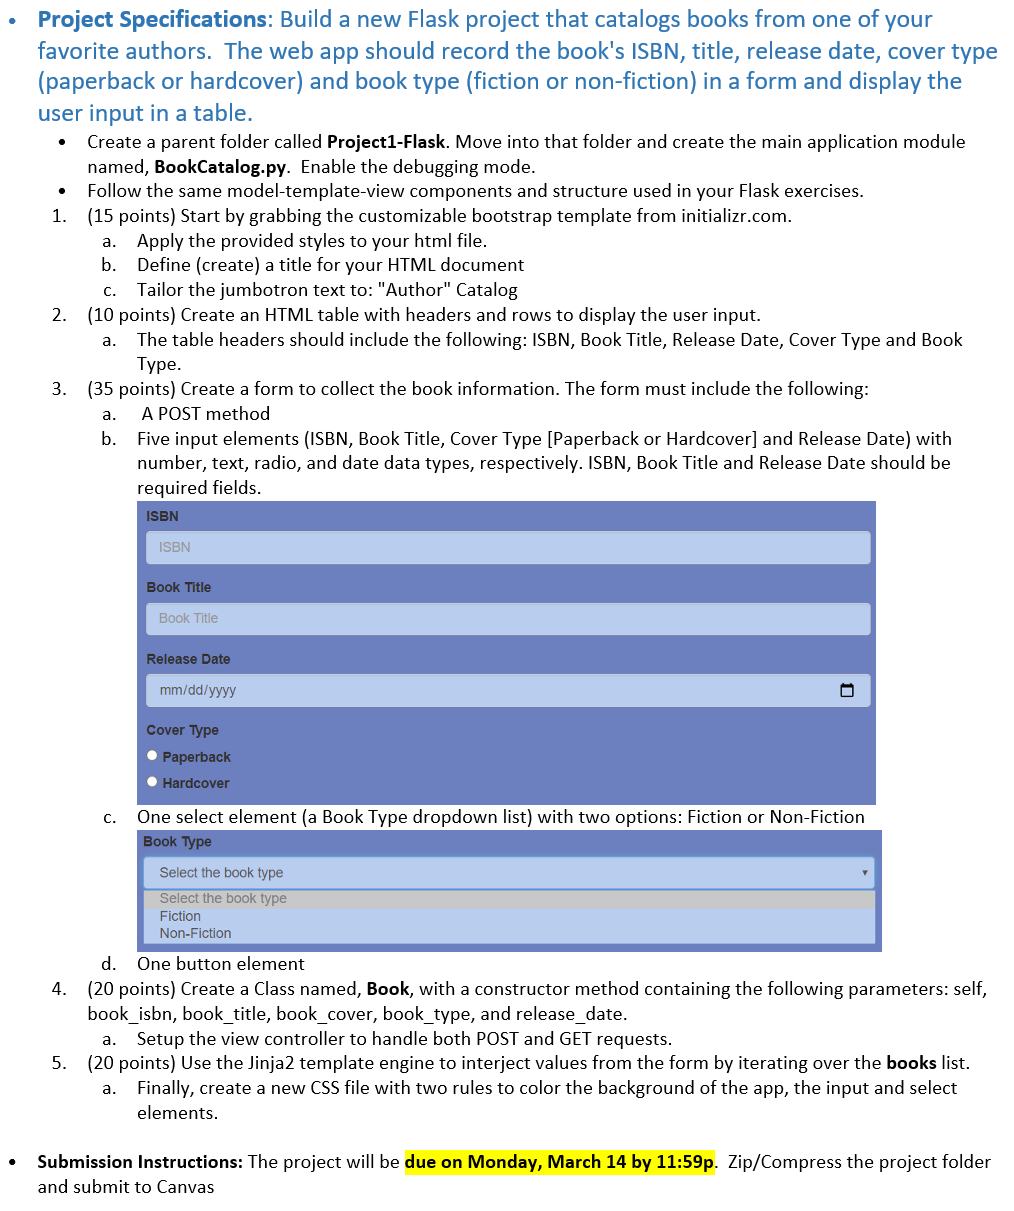 • Project Specifications: Build a new Flask project that catalogs books from one of your
favorite authors.  The web app should record the book's ISBN, title, release date, cover type
(paperback or hardcover) and book type (fiction or non-fiction) in a form and display the
user input in a table.
• Create a parent folder called Project1-Flask. Move into that folder and create the main application module
named, BookCatalog.py.  Enable the debugging mode.
• Follow the same model-template-view components and structure used in your Flask exercises.
1. (15 points) Start by grabbing the customizable bootstrap template from initializr.com.
a. Apply the provided styles to your html file.
b. Define (create) a title for your HTML document
c. Tailor the jumbotron text to: "Author" Catalog
2. (10 points) Create an HTML table with headers and rows to display the user input.
a. The table headers should include the following: ISBN, Book Title, Release Date, Cover Type and Book
Type.
3. (35 points) Create a form to collect the book information. The form must include the following:
a. A POST method
b. Five input elements (ISBN, Book Title, Cover Type [Paperback or Hardcover] and Release Date) with
number, text, radio, and date data types, respectively. ISBN, Book Title and Release Date should be
required fields.
ISBN
ISBN
Book Title
Book Title
Release Date
mm/dd/yyyy
Cover Type
Paperback
Hardcover
c. One select element (a Book Type dropdown list) with two options: Fiction or Non-Fiction
Book Type
Select the book type
Select the book type
Fiction
Non-Fiction
d. One button element
4. (20 points) Create a Class named, Book, with a constructor method containing the following parameters: self,
book_isbn, book_title, book_cover, book_type, and release_date.
a. Setup the view controller to handle both POST and GET requests.
5. (20 points) Use the Jinja2 template engine to interject values from the form by iterating over the books list.
a. Finally, create a new CSS file with two rules to color the background of the app, the input and select
elements.
• Submission Instructions: The project will be due on Monday, March 14 by 11:59p.  Zip/Compress the project folder
and submit to Canvas